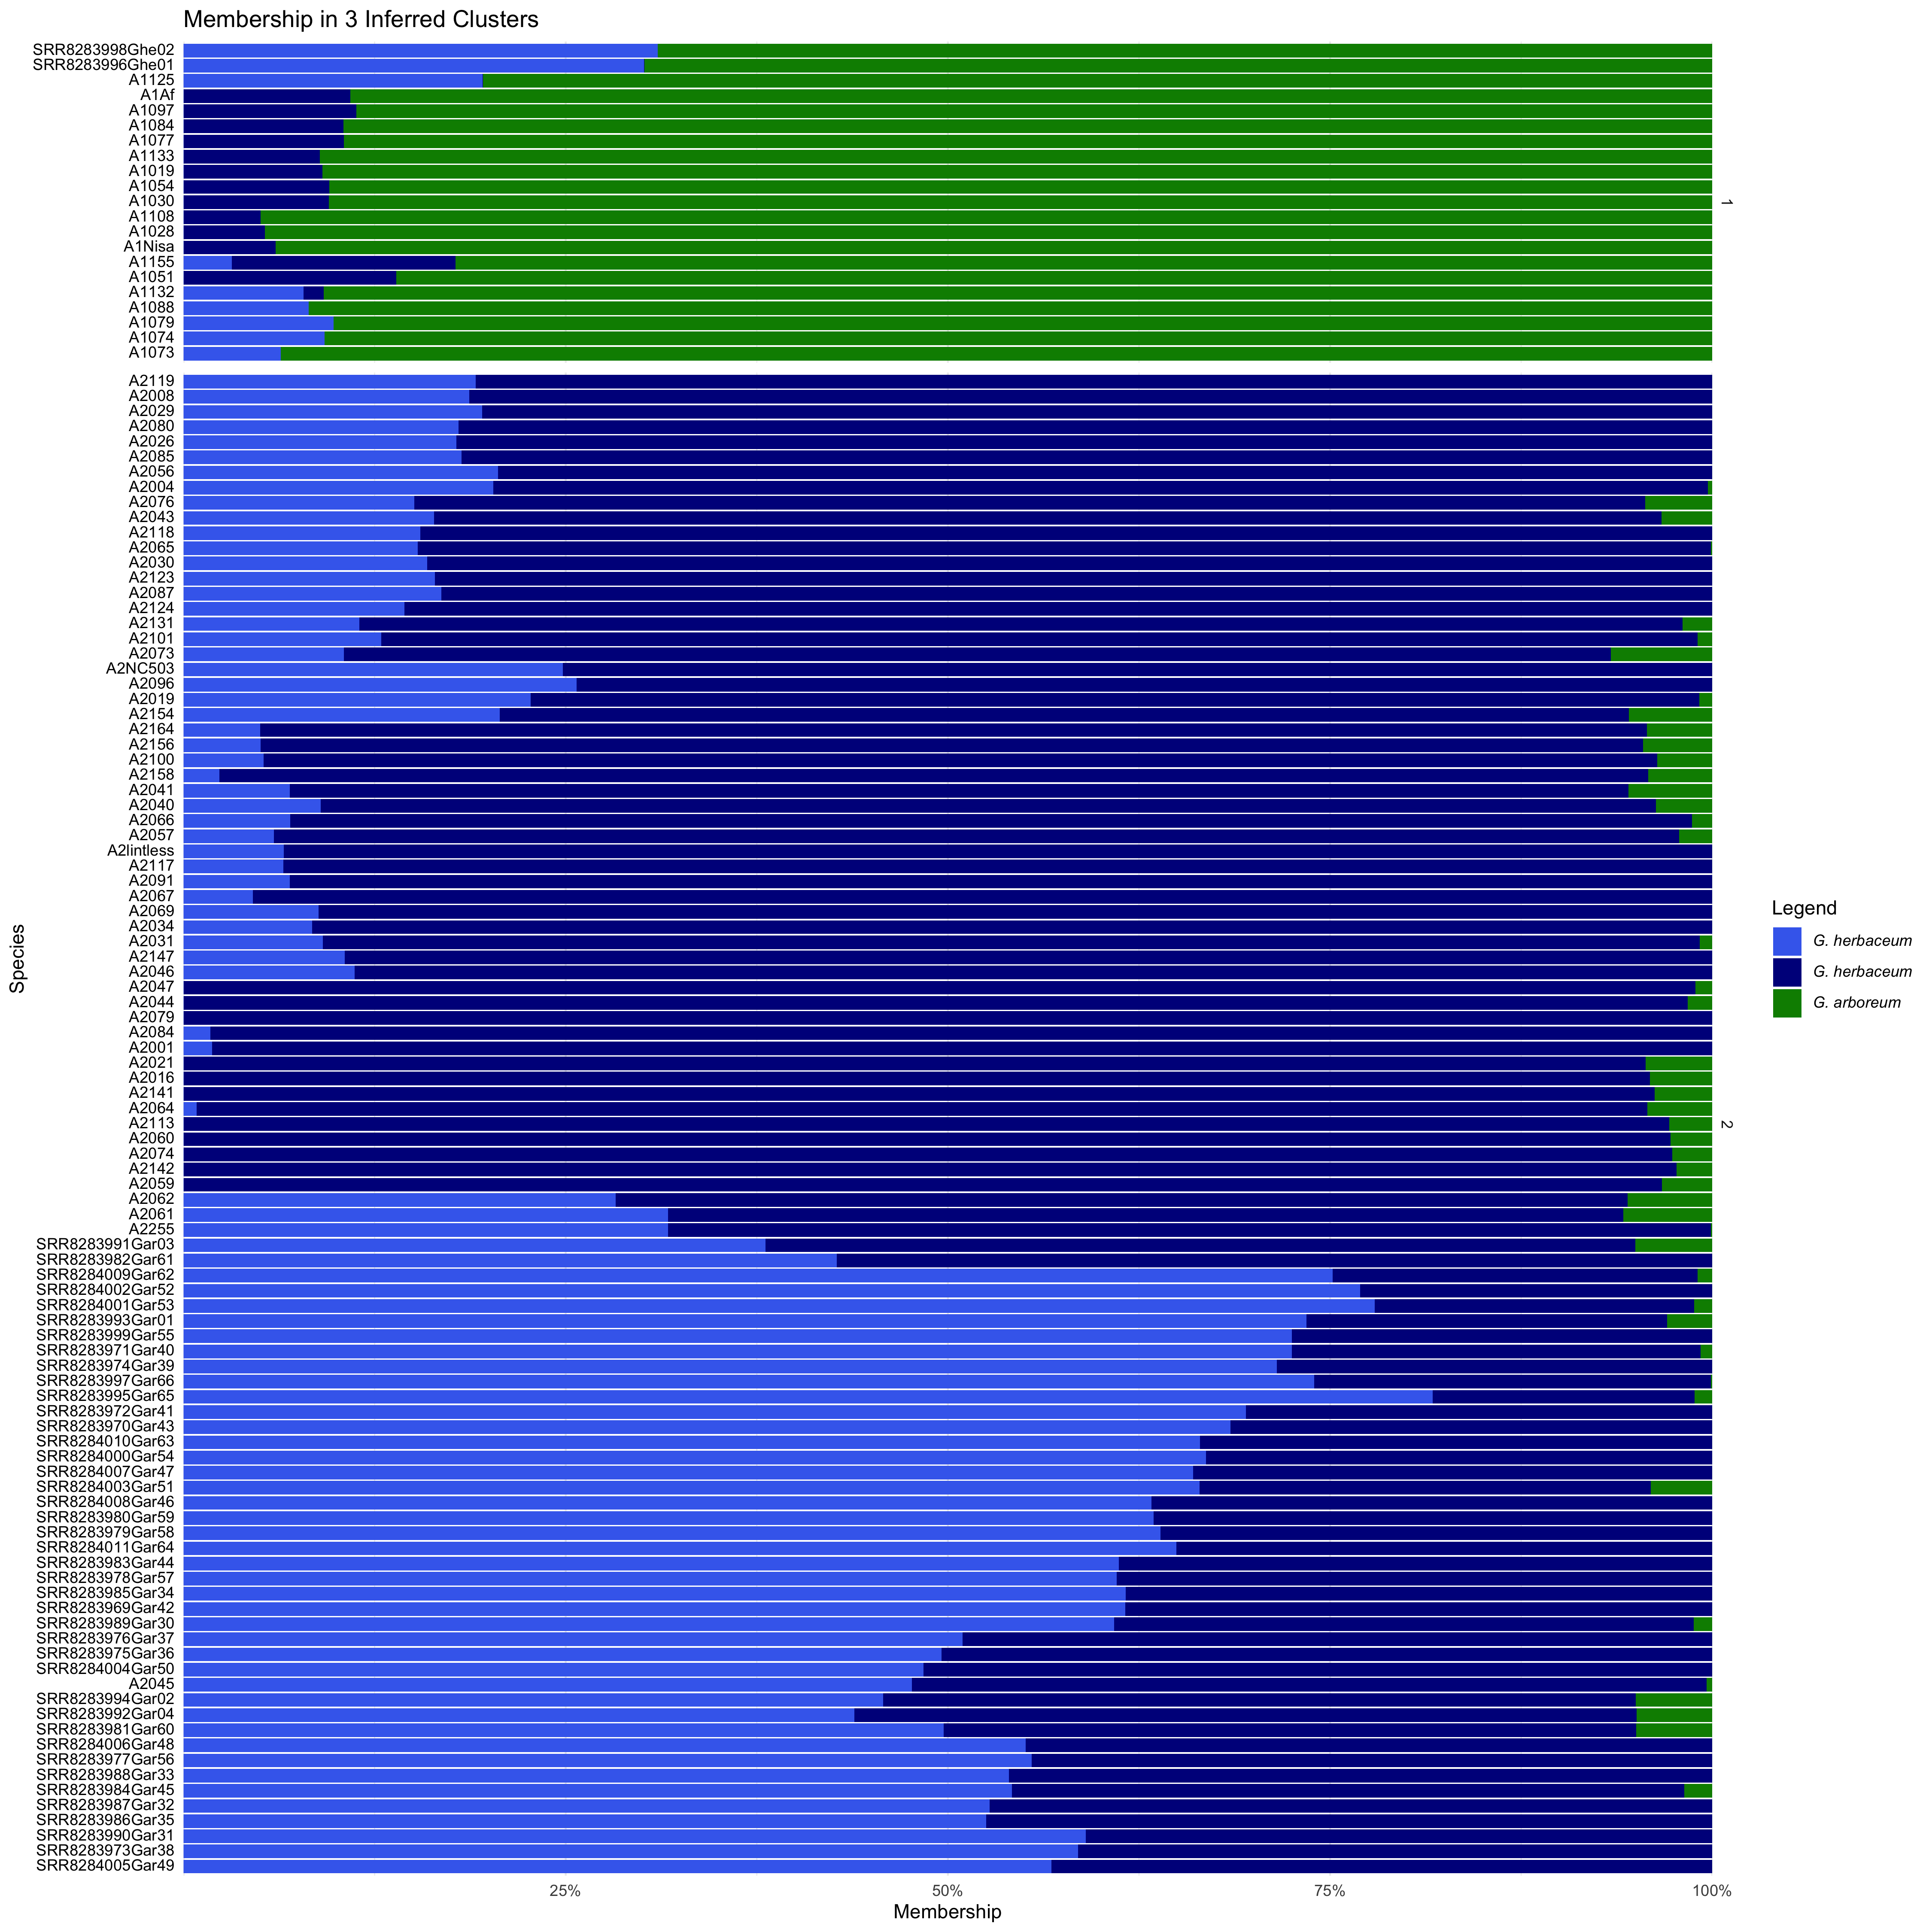 Membership in 3 Inferred Clusters
SRR8283998Ghe02
SRR8283996Ghe01
A1125
A1Af
A1097
A1084
A1077
A1133
A1019
A1054
A1030
A1108
A1028
A1Nisa
A1155
A1051
A1132
A1088
A1079
A1074
A1073
1
A2119
A2008
A2029
A2080
A2026
A2085
A2056
A2004
A2076
A2043
A2118
A2065
A2030
A2123
A2087
A2124
A2131
A2101
A2073
A2NC503
A2096
A2019
A2154
A2164
A2156
A2100
A2158
A2041
A2040
A2066
A2057
A2lintless
A2117
A2091
A2067
A2069
A2034
A2031
A2147
A2046
A2047
A2044
A2079
A2084
A2001
A2021
A2016
A2141
A2064
A2113
A2060
A2074
A2142
A2059
A2062
A2061
A2255
SRR8283991Gar03
SRR8283982Gar61
SRR8284009Gar62
SRR8284002Gar52
SRR8284001Gar53
SRR8283993Gar01
SRR8283999Gar55
SRR8283971Gar40
SRR8283974Gar39
SRR8283997Gar66
SRR8283995Gar65
SRR8283972Gar41
SRR8283970Gar43
SRR8284010Gar63
SRR8284000Gar54
SRR8284007Gar47
SRR8284003Gar51
SRR8284008Gar46
SRR8283980Gar59
SRR8283979Gar58
SRR8284011Gar64
SRR8283983Gar44
SRR8283978Gar57
SRR8283985Gar34
SRR8283969Gar42
SRR8283989Gar30
SRR8283976Gar37
SRR8283975Gar36
SRR8284004Gar50
A2045
SRR8283994Gar02
SRR8283992Gar04
SRR8283981Gar60
SRR8284006Gar48
SRR8283977Gar56
SRR8283988Gar33
SRR8283984Gar45
SRR8283987Gar32
SRR8283986Gar35
SRR8283990Gar31
SRR8283973Gar38
SRR8284005Gar49
2
Species
25% 50% 75% 100%
Membership
Legend
G. herbaceum
G. herbaceum
G. arboreum